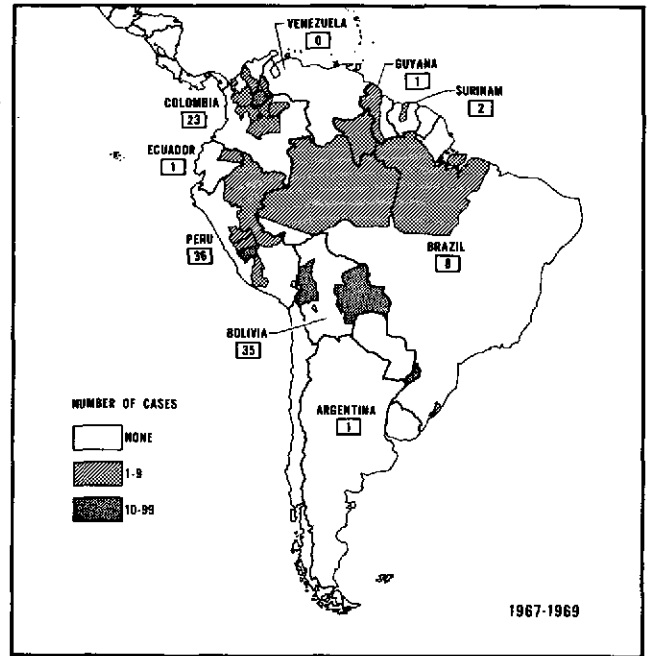 VENEZUELA
0
GUYANA
1
SURINAM
2
COLOMBIA
23
ECUADOR
1
PERU
36
BRAZIL
8
BOLIVIA
35
ARGENTINA
1
NUMBER OF CASES
NONE
1-9
10-99
1967-1969